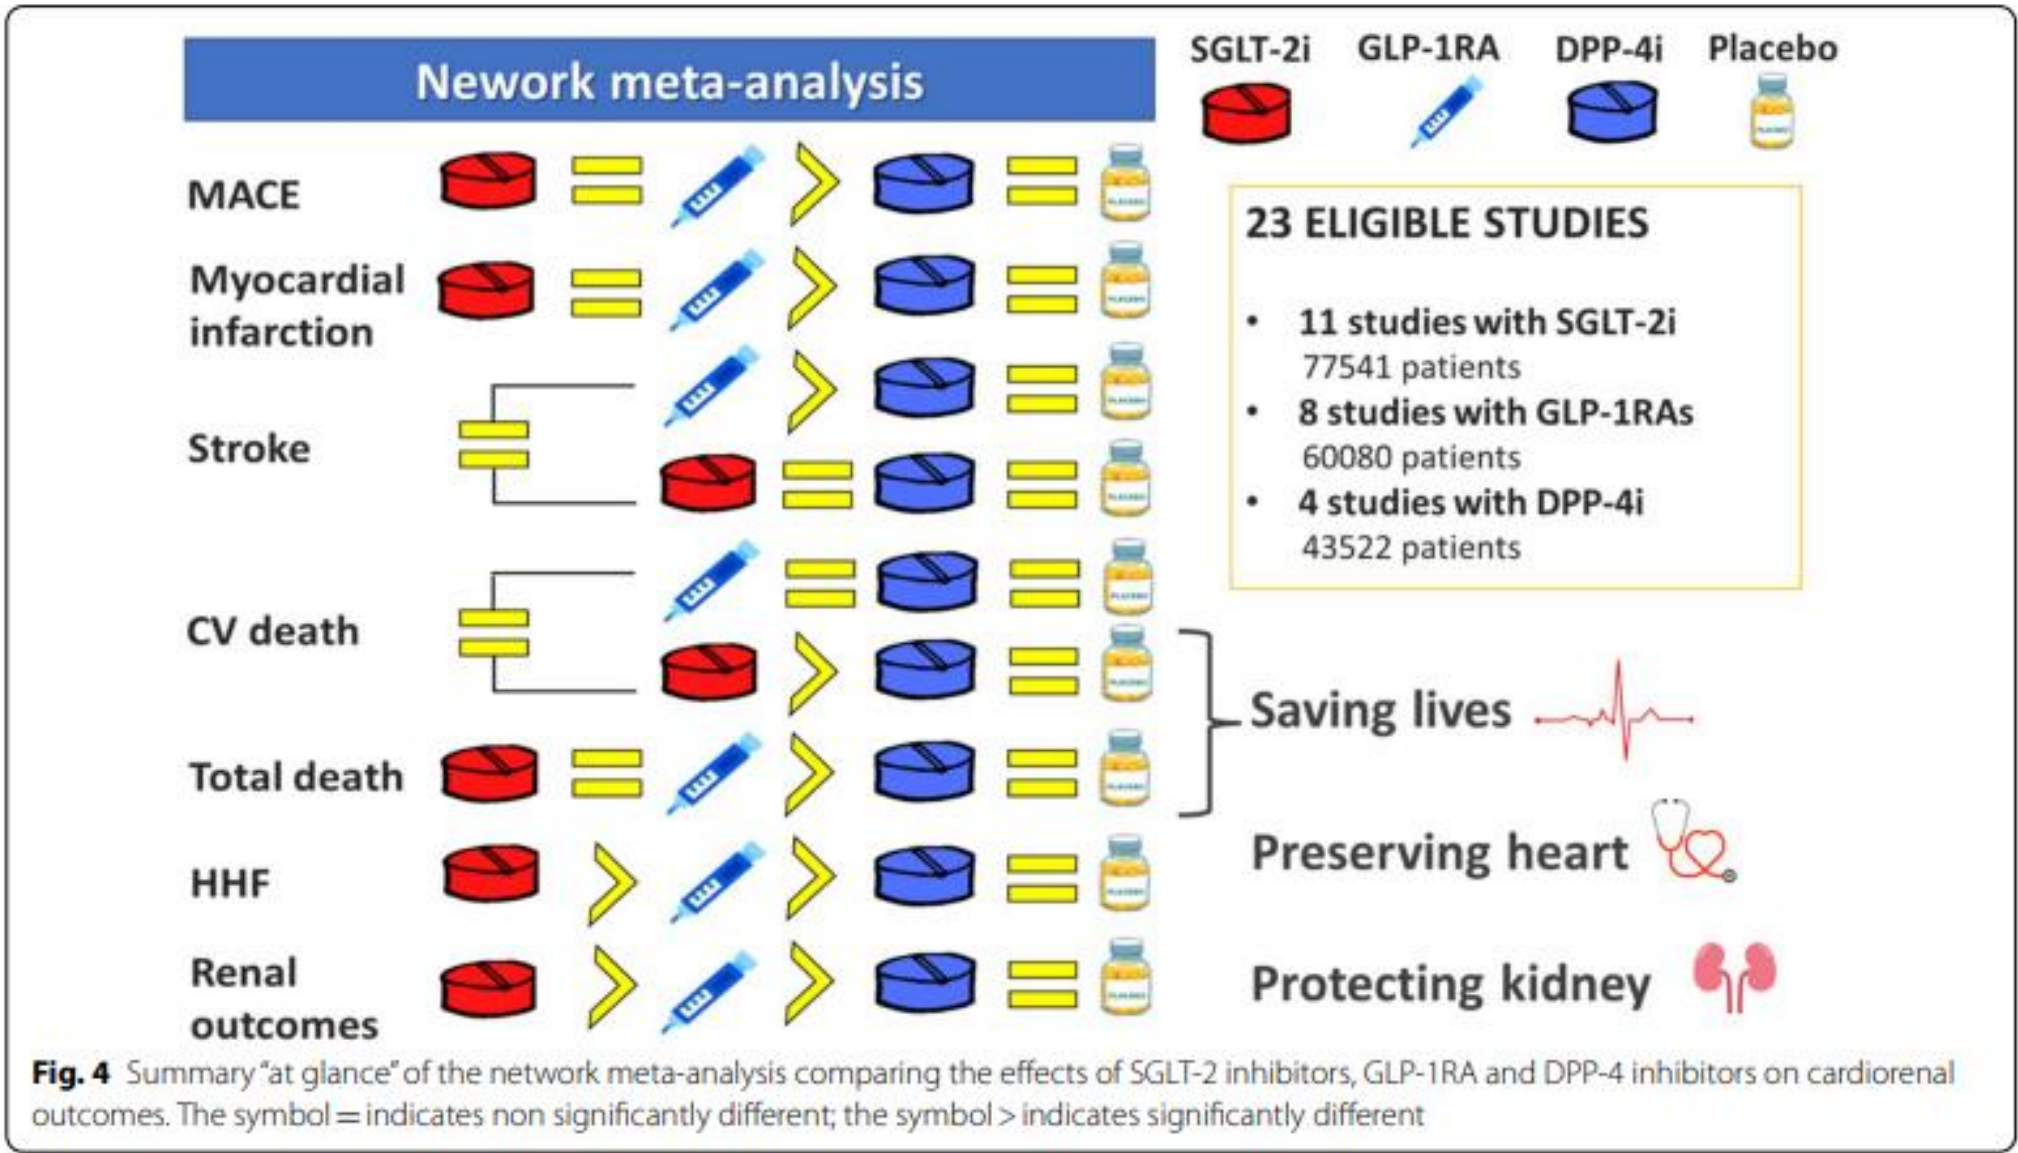 Nework meta-analysis
SGLT-2i GLP-1RA DPP-4i Placebo
PLACEBO
MACE
Myocardial
infarction
Stroke
CV death
Total death
HHF
Renal
outcomes
23 ELIGIBLE STUDIES
• 11 studies with SGLT-2i
77541 patients
• 8 studies with GLP-1RAs
60080 patients
• 4 studies with DPP-4i
43522 patients
Saving lives
Preserving heart
Protecting kidney
Fig. 4 Summary “at glance” of the network meta-analysis comparing the effects of SGLT-2 inhibitors, GLP-1RA and DPP-4 inhibitors on cardiorenal
outcomes. The symbol = indicates non significantly different; the symbol > indicates significantly different